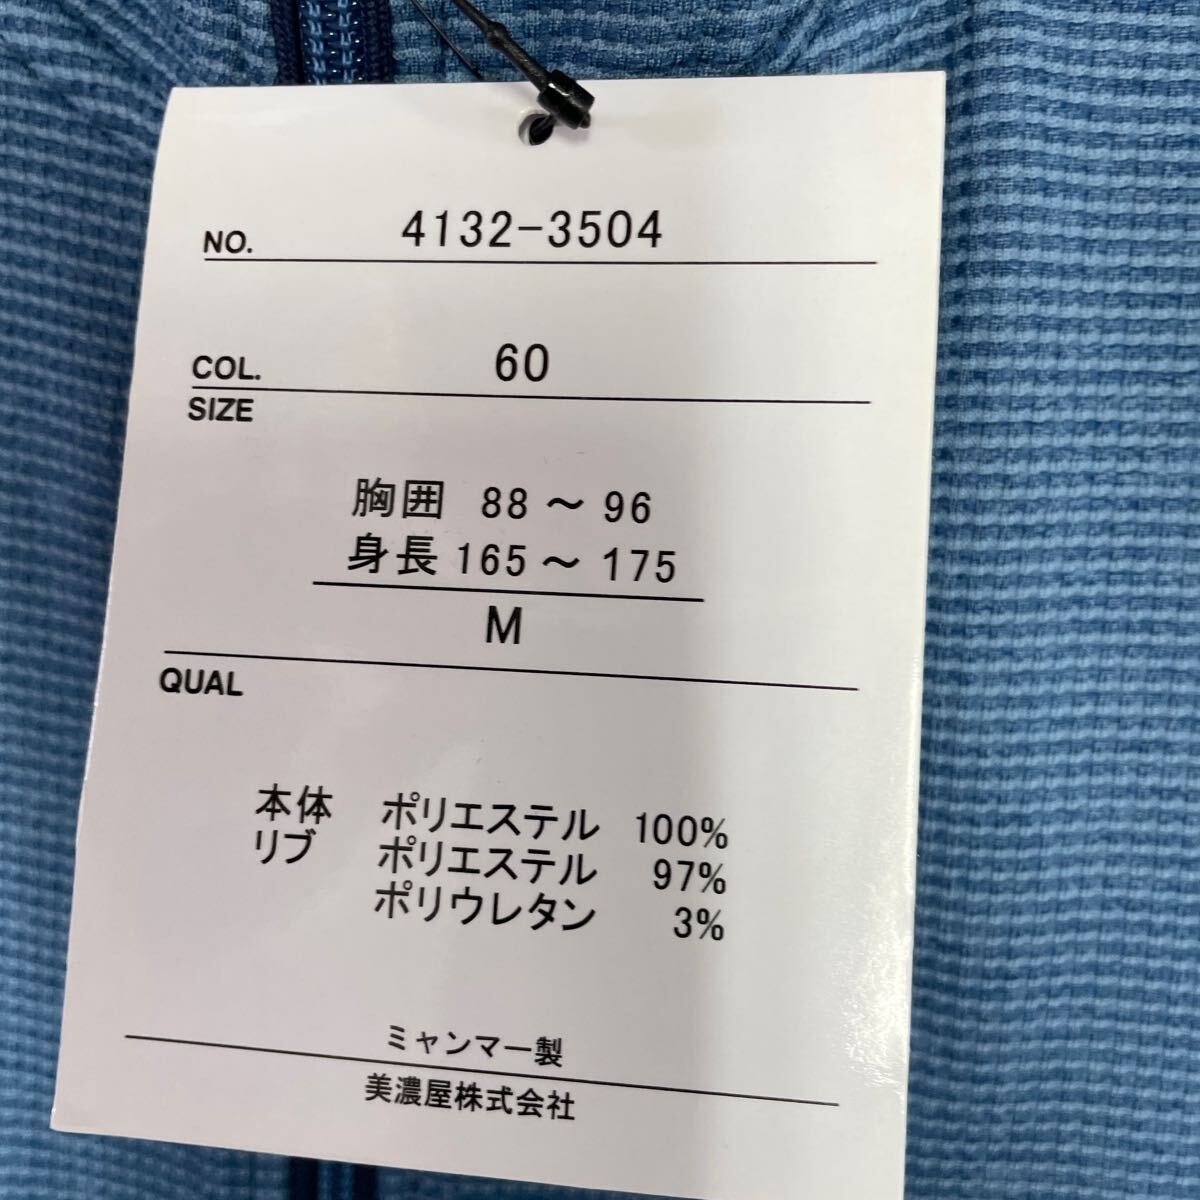 NO. 4132-3504
COL. 60
SIZE
胸囲 88～96
身長 165～175
M
QUAL
本体 ポリエステル 100%
リブ ポリエステル 97%
ポリウレタン 3%
ミャンマー製
美濃屋株式会社